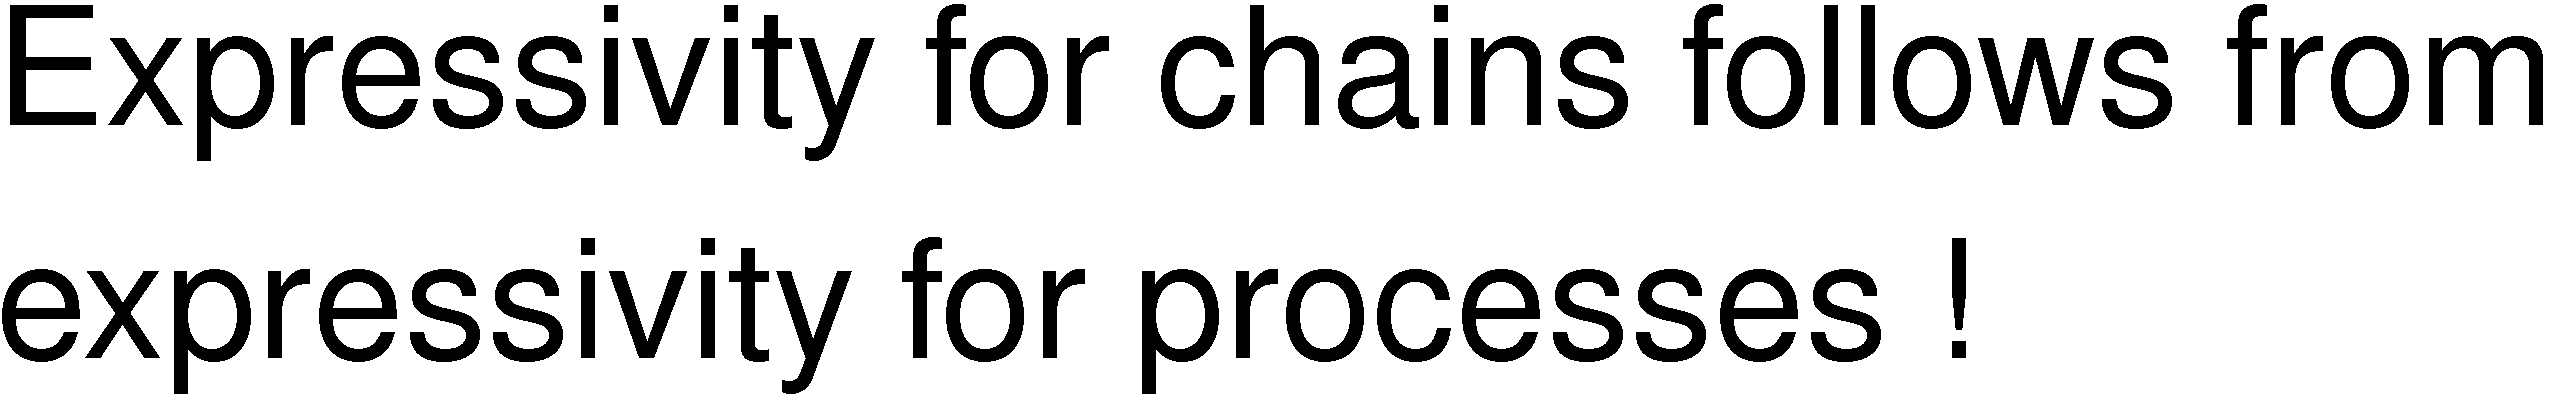 Expressivity for chains follows from
expressivity for processes !